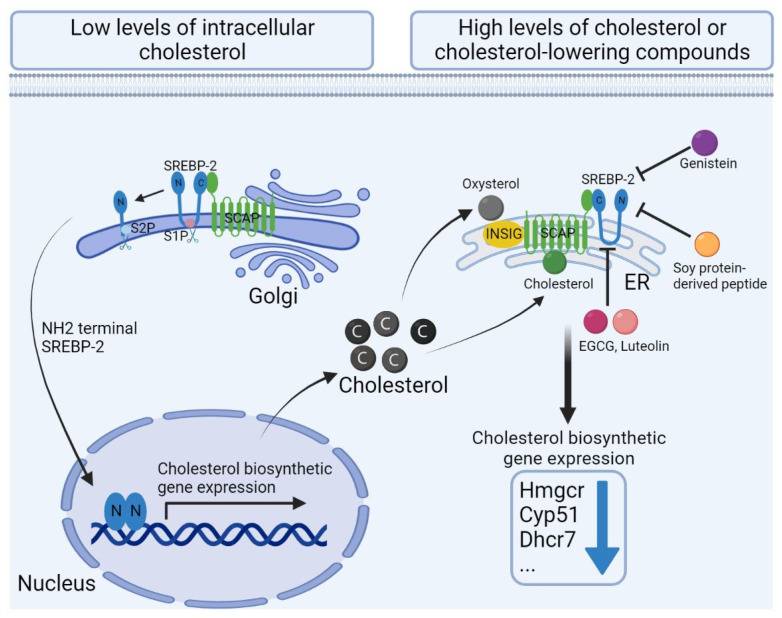 Low levels of intracellular
cholesterol
High levels of cholesterol or
cholesterol-lowering compounds
SREBP-2
N
N
C
S2P
S1P
SCAP
Golgi
NH2 terminal
SREBP-2
Oxysterol
SREBP-2
Genistein
C
N
INSIG
SCAP
Cholesterol
ER
Soy protein-
derived peptide
EGCG, Luteolin
C
C
C
C
C
Cholesterol
Cholesterol biosynthetic
gene expression
N N
Nucleus
Cholesterol biosynthetic
gene expression
Hmgcr
Cyp51
Dhcr7
...